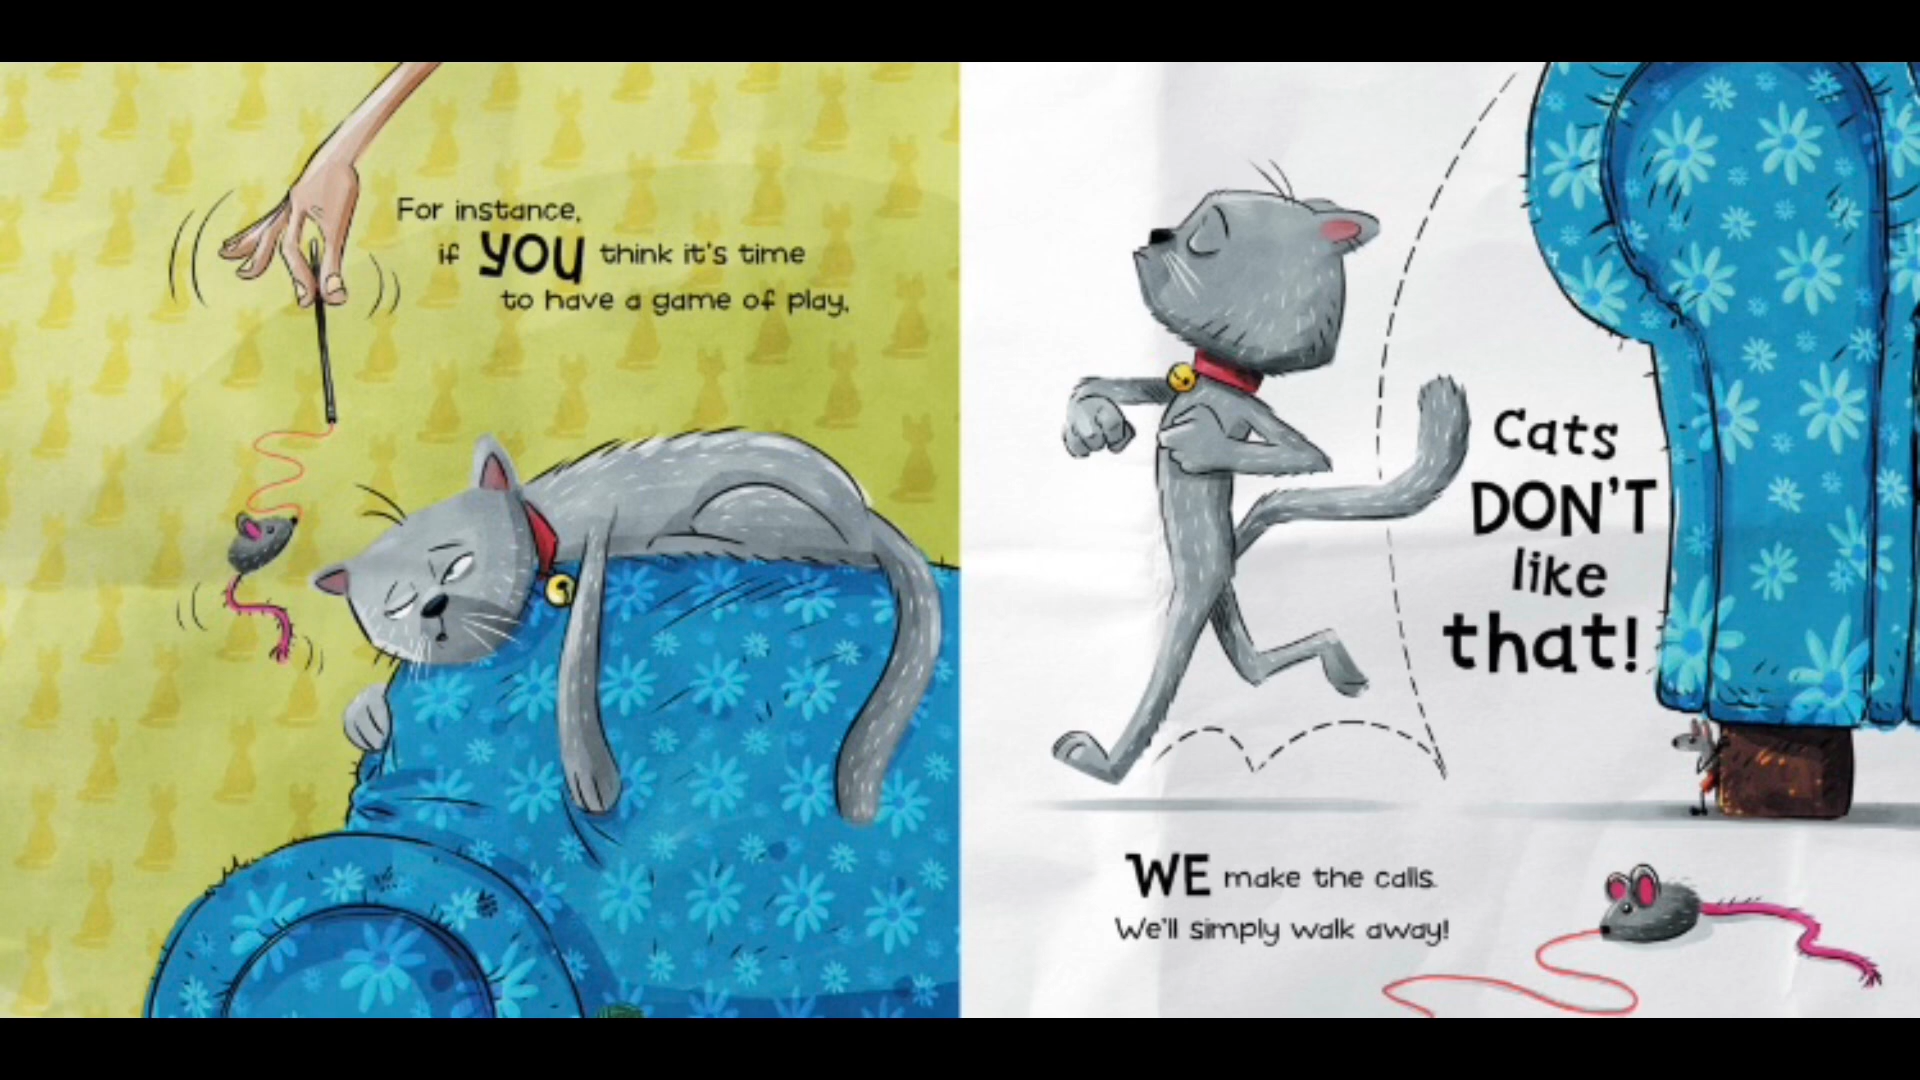 For instance,
if YOU think it's time
to have a game of play,
Cats
DON'T
like
that!
WE make the calls.
We'll simply walk away!